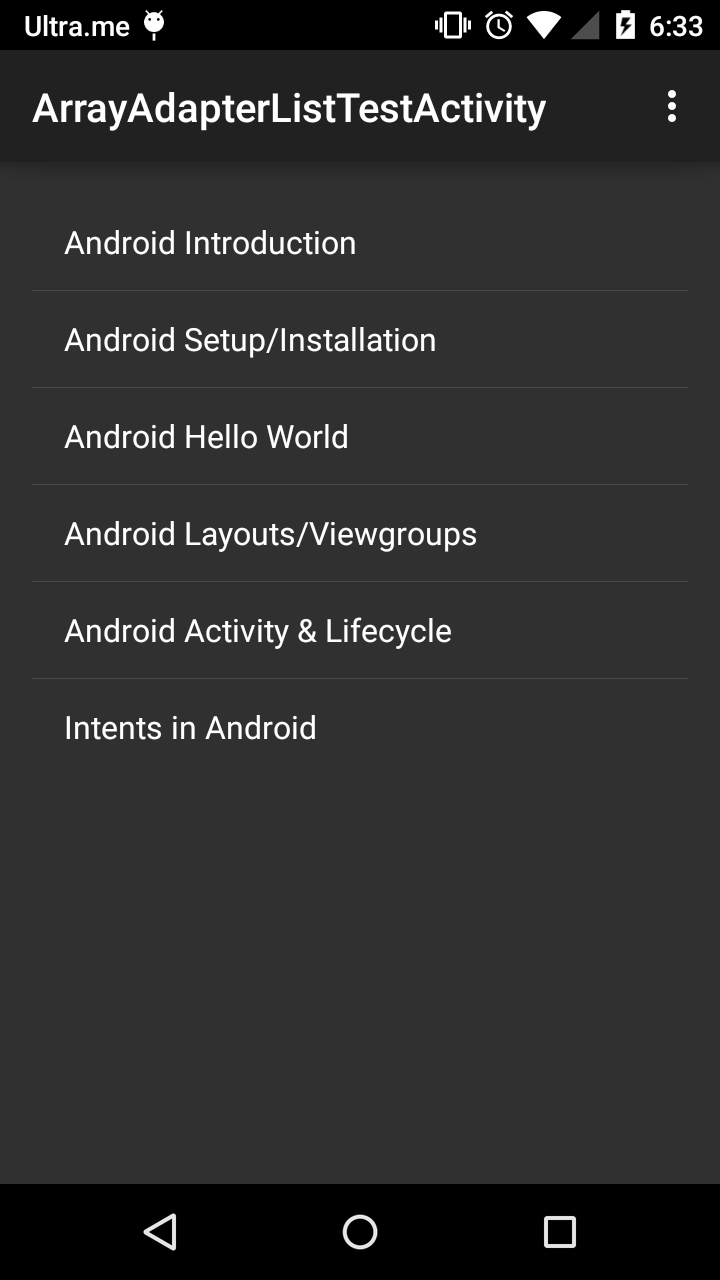 Ultra.me 6:33
ArrayAdapterListTestActivity
Android Introduction
Android Setup/Installation
Android Hello World
Android Layouts/Viewgroups
Android Activity & Lifecycle
Intents in Android